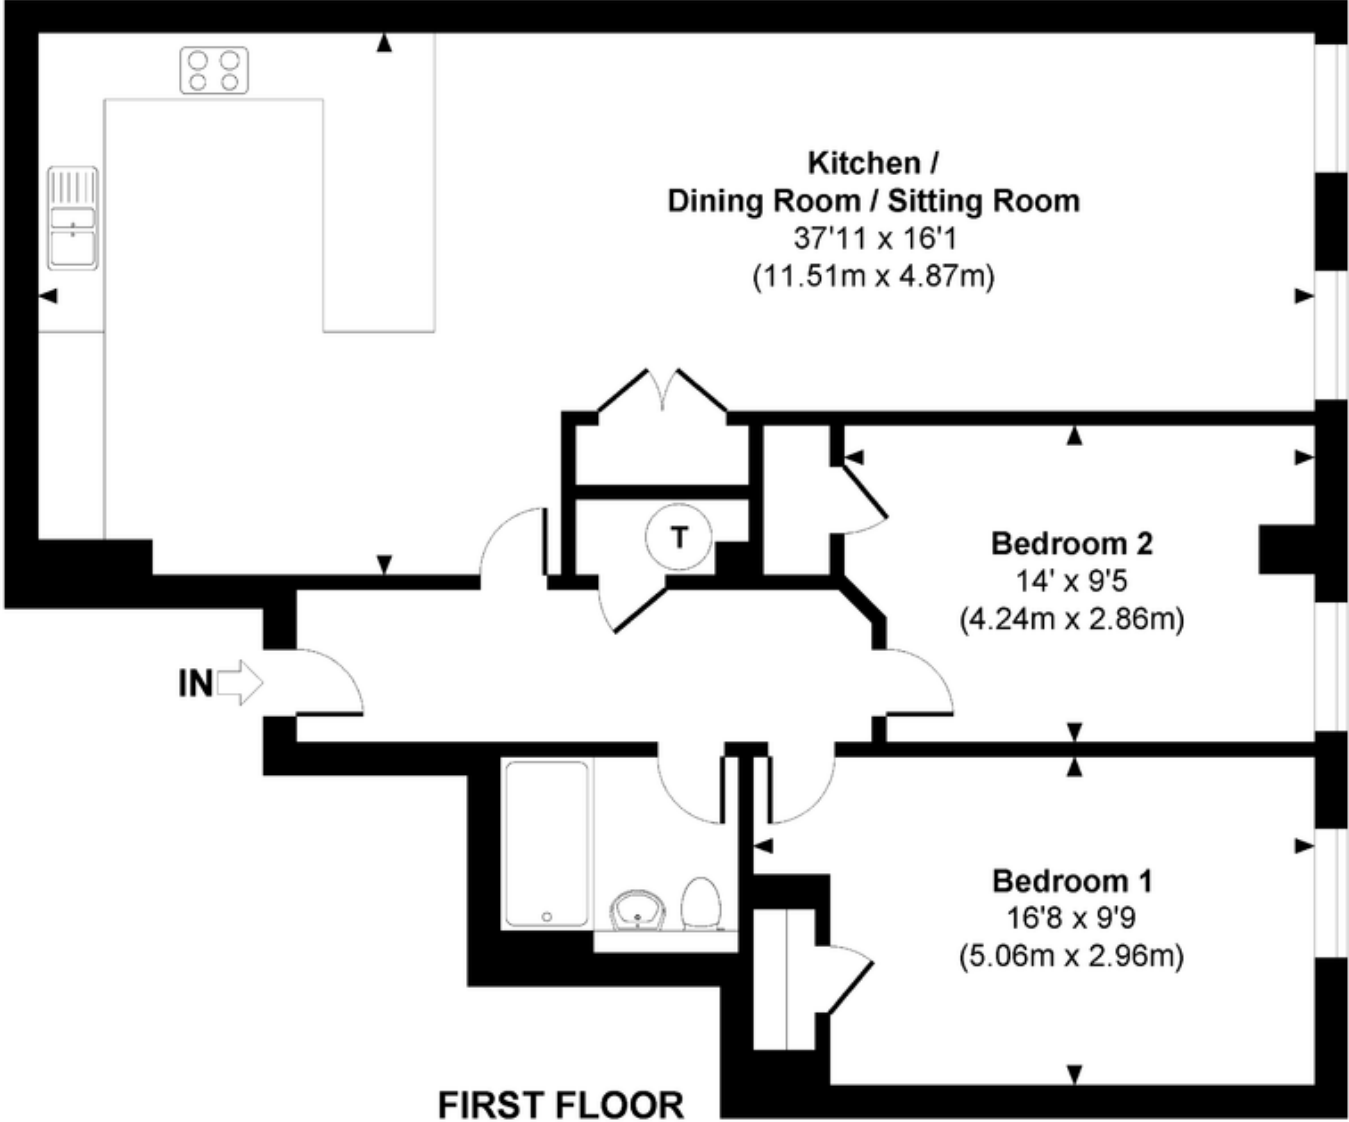 Kitchen /
Dining Room / Sitting Room
37'11 x 16'1
(11.51m x 4.87m)
T
Bedroom 2
14' x 9'5
(4.24m x 2.86m)
IN
Bedroom 1
16'8 x 9'9
(5.06m x 2.96m)
FIRST FLOOR